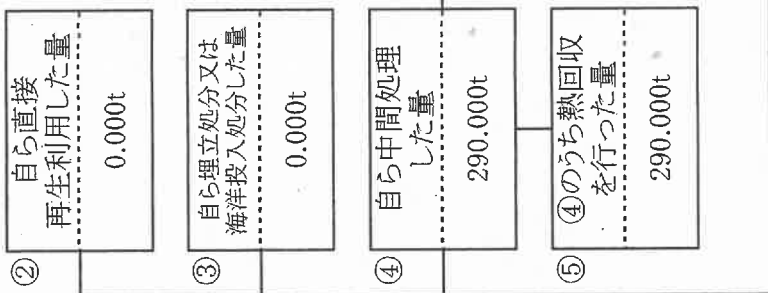 ②
自ら直接
再生利用した量
0.000t
③
自ら埋立処分又は
海洋投入処分した量
0.000t
④
自ら中間処理
した量
290.000t
⑤
④のうち熱回収
を行った量
290.000t